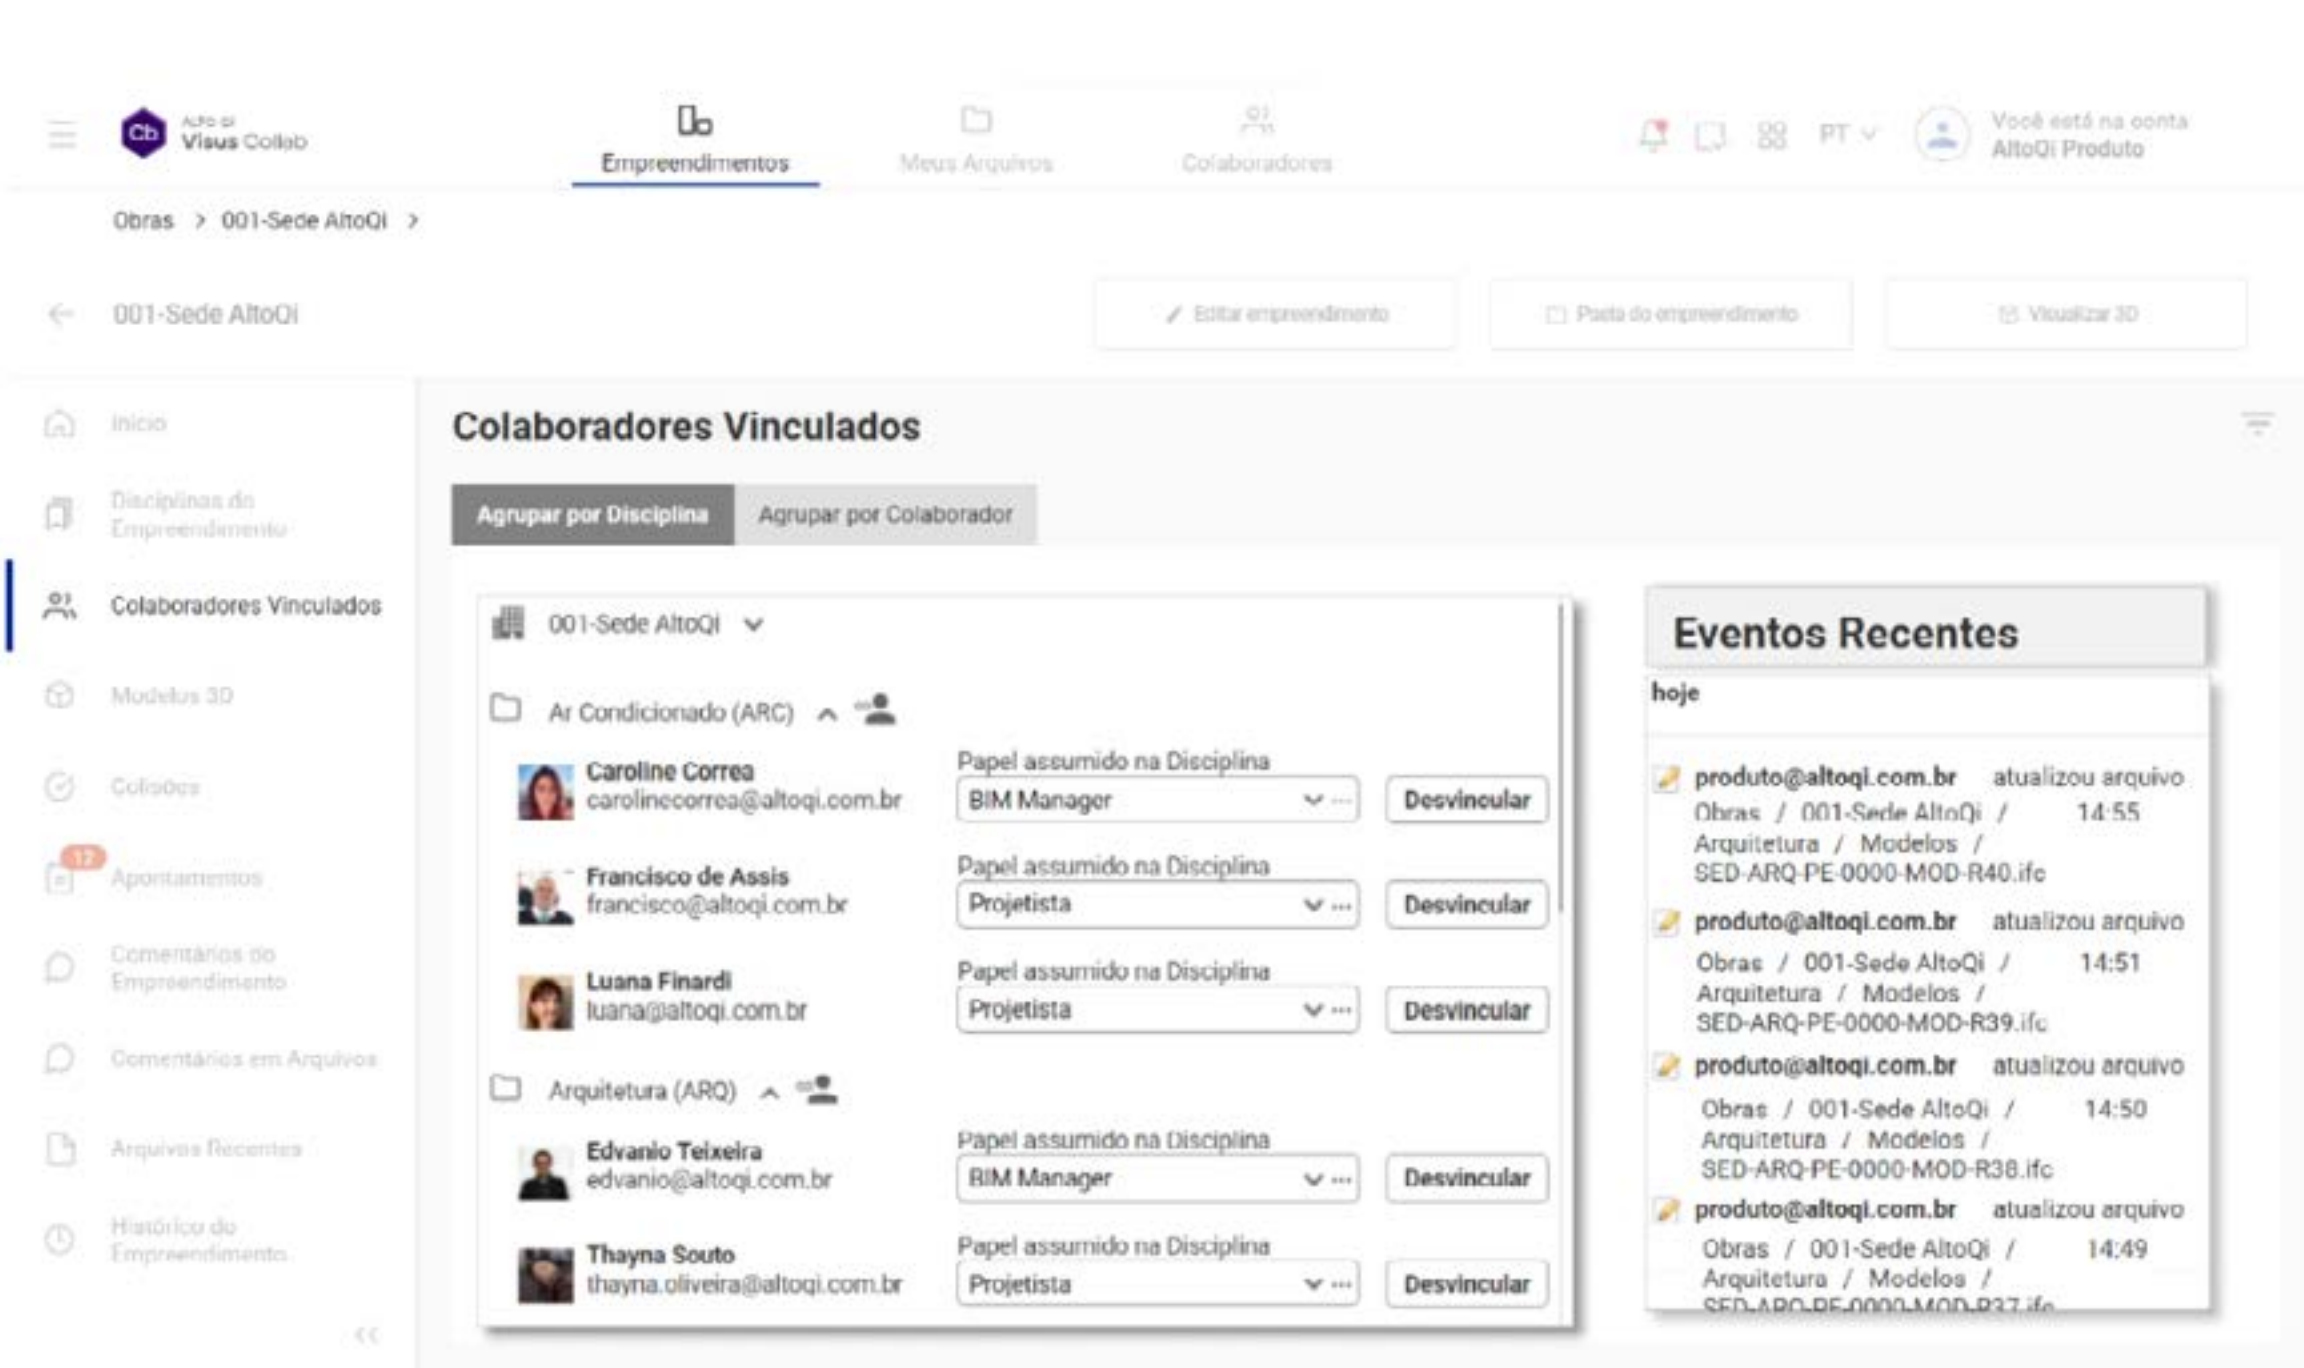 ALTO QI
Visus Collab
Empreendimentos
Meus Arquivos
Colaboradores
PT
Você está na conta
AltoQi Produto
Obras > 001-Sede AltoQi >
001-Sede AltoQi
Editar empreendimento
Pasta do empreendimento
Visualizar 3D
Início
Disciplinas do
Empreendimento
Colaboradores Vinculados
Modelos 3D
Colisões
12
Apontamentos
Comentários do
Empreendimento
Comentários em Arquivos
Arquivos Recentes
Histórico do
Empreendimento
<<
Colaboradores Vinculados
Agrupar por Disciplina
Agrupar por Colaborador
001-Sede AltoQi
Ar Condicionado (ARC)
Caroline Correa
carolinecorrea@altoqi.com.br
Papel assumido na Disciplina
BIM Manager
Desvincular
Francisco de Assis
francisco@altoqi.com.br
Papel assumido na Disciplina
Projetista
Desvincular
Luana Finardi
luana@altoqi.com.br
Papel assumido na Disciplina
Projetista
Desvincular
Arquitetura (ARQ)
Edvanio Teixeira
edvanio@altoqi.com.br
Papel assumido na Disciplina
BIM Manager
Desvincular
Thayna Souto
thayna.oliveira@altoqi.com.br
Papel assumido na Disciplina
Projetista
Desvincular
Eventos Recentes
hoje
produto@altoqi.com.br atualizou arquivo
Obras / 001-Sede AltoQi / 14:55
Arquitetura / Modelos /
SED-ARQ-PE-0000-MOD-R40.ifc
produto@altoqi.com.br atualizou arquivo
Obras / 001-Sede AltoQi / 14:51
Arquitetura / Modelos /
SED-ARQ-PE-0000-MOD-R39.ifc
produto@altoqi.com.br atualizou arquivo
Obras / 001-Sede AltoQi / 14:50
Arquitetura / Modelos /
SED-ARQ-PE-0000-MOD-R38.ifc
produto@altoqi.com.br atualizou arquivo
Obras / 001-Sede AltoQi / 14:49
Arquitetura / Modelos /
SED-ARQ-PE-0000-MOD-R37.ifc